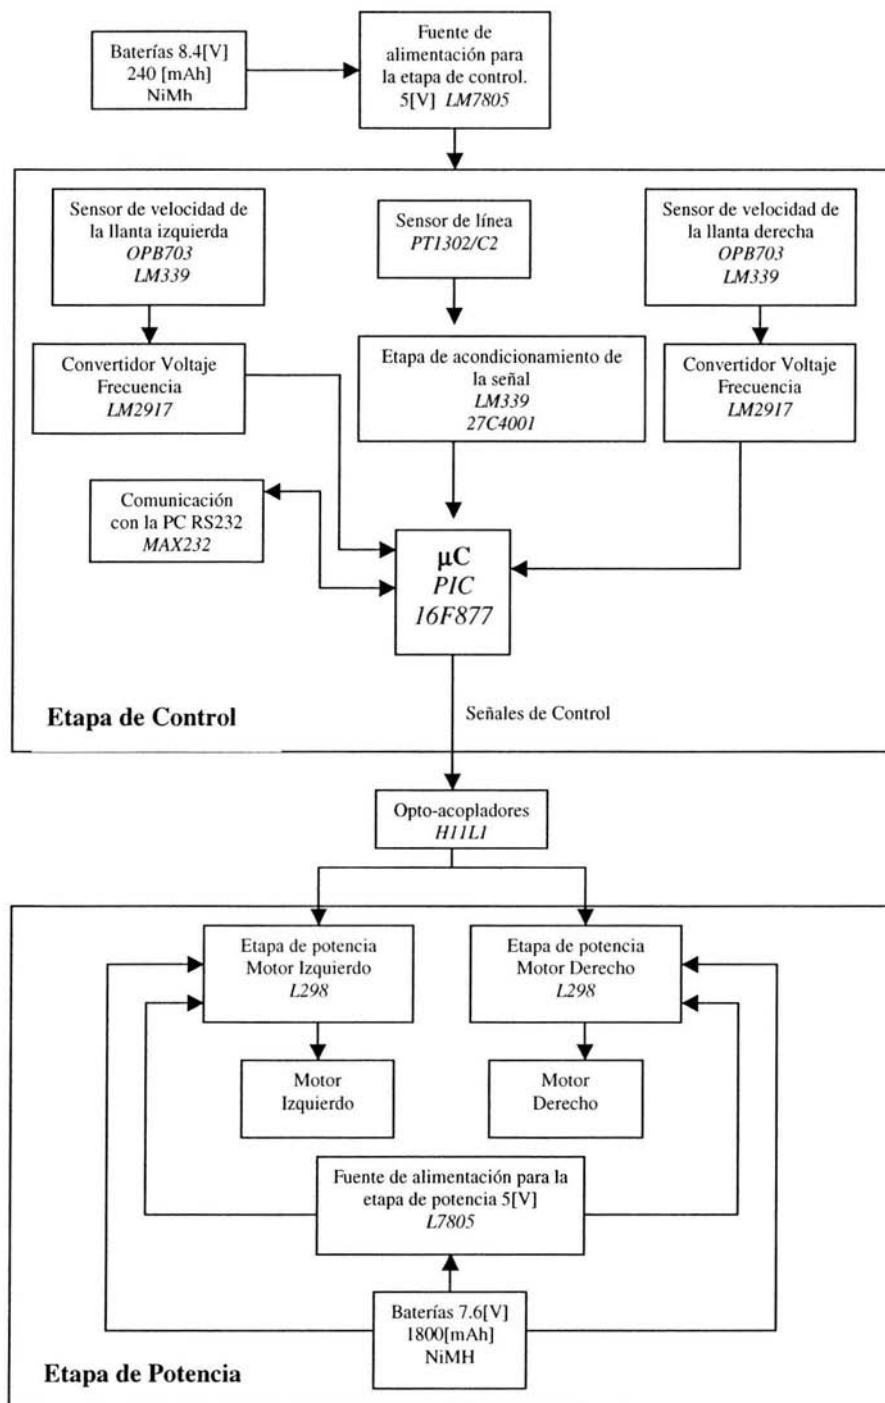 Baterías 8.4[V]
240 [mAh]
NiMh
Fuente de
alimentación para
la etapa de control.
5[V] LM7805
Sensor de velocidad de
la llanta izquierda
OPB703
LM339
Sensor de línea
PT1302/C2
Sensor de velocidad de
la llanta derecha
OPB703
LM339
Convertidor Voltaje
Frecuencia
LM2917
Etapa de acondicionamiento de
la señal
LM339
27C4001
Convertidor Voltaje
Frecuencia
LM2917
Comunicación
con la PC RS232
MAX232
µC
PIC
16F877
Etapa de Control
Señales de Control
Opto-acopladores
H11L1
Etapa de potencia
Motor Izquierdo
L298
Etapa de potencia
Motor Derecho
L298
Motor
Izquierdo
Motor
Derecho
Fuente de alimentación para la
etapa de potencia 5[V]
L7805
Baterías 7.6[V]
1800[mAh]
NiMH
Etapa de Potencia